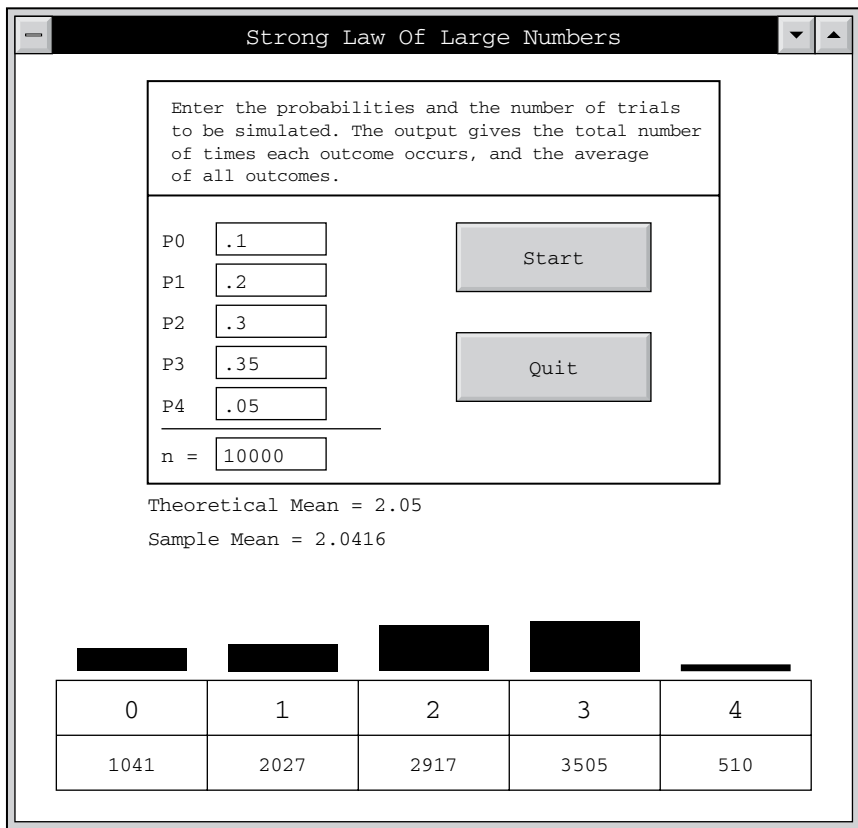 Strong Law Of Large Numbers
Enter the probabilities and the number of trials
to be simulated. The output gives the total number
of times each outcome occurs, and the average
of all outcomes.
P0 .1
Start
P1 .2
P2 .3
P3 .35
Quit
P4 .05
n = 10000
Theoretical Mean = 2.05
Sample Mean = 2.0416
0 1 2 3 4
1041 2027 2917 3505 510